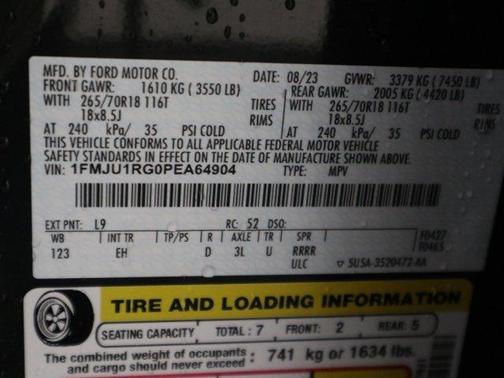 MFD. BY FORD MOTOR CO.
DATE: 08/23 GVWR: 3379 KG (7450 LB)
FRONT GAWR: 1610 KG (3550 LB) REAR GAWR: 2005 KG (4420 LB)
WITH 265/70R18 116T TIRES WITH 265/70R18 116T
18x8.5J RIMS 18x8.5J
AT 240 kPa/ 35 PSI COLD AT 240 kPa/ 35 PSI COLD
THIS VEHICLE CONFORMS TO ALL APPLICABLE FEDERAL MOTOR VEHICLE
SAFETY STANDARDS IN EFFECT ON THE DATE OF MANUFACTURE SHOWN ABOVE.
VIN: 1FMJU1RG0PEA64904 TYPE: MPV
EXT PNT: L9 RC: 52 DSO:
WB INT TR TP/PS R AXLE TR SPR F0427
F0465
123 EH D 3L U RRRR
ULC ▽ 5USA-3520472-AA
TIRE AND LOADING INFORMATION
SEATING CAPACITY TOTAL: 7 FRONT: 2 REAR: 5
The combined weight of occupants and cargo should never exceed : 741 kg or 1634 lbs.